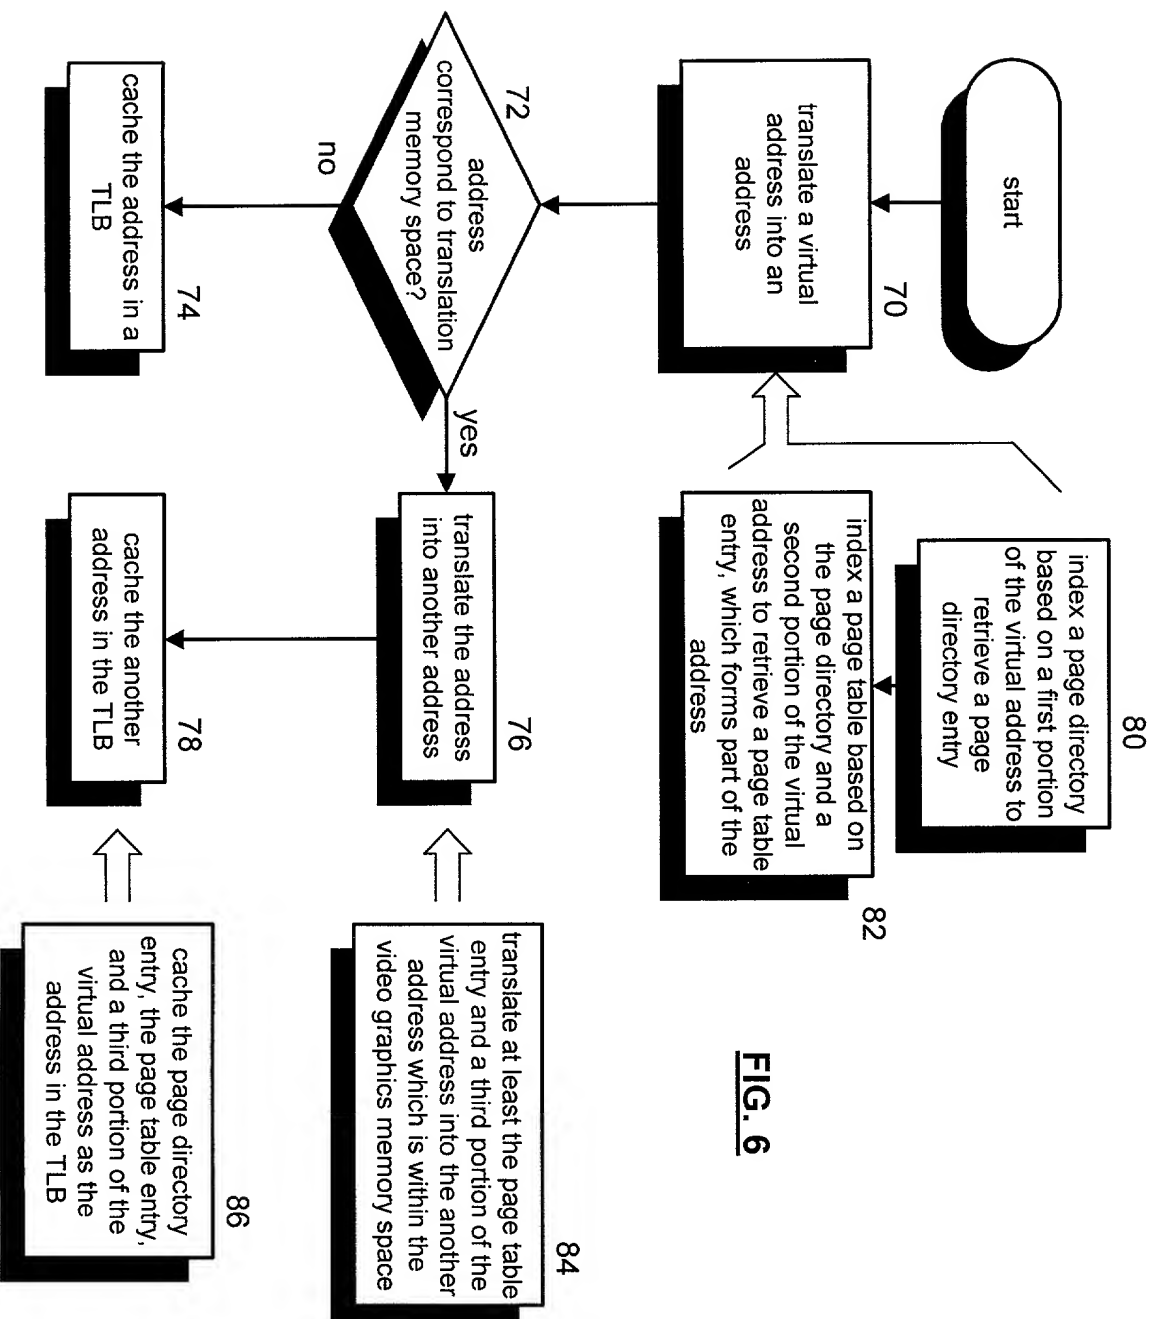 start
70
translate a virtual
address into an
address
72
address
correspond to translation
memory space?
no
yes
74
cache the address in a
TLB
80
index a page directory
based on a first portion
of the virtual address to
retrieve a page
directory entry
82
index a page table based on
the page directory and a
second portion of the virtual
address to retrieve a page table
entry, which forms part of the
address
76
translate the address
into another address
78
cache the another
address in the TLB
84
translate at least the page table
entry and a third portion of the
virtual address into the another
address which is within the
video graphics memory space
86
cache the page directory
entry, the page table entry,
and a third portion of the
virtual address as the
address in the TLB
FIG. 6